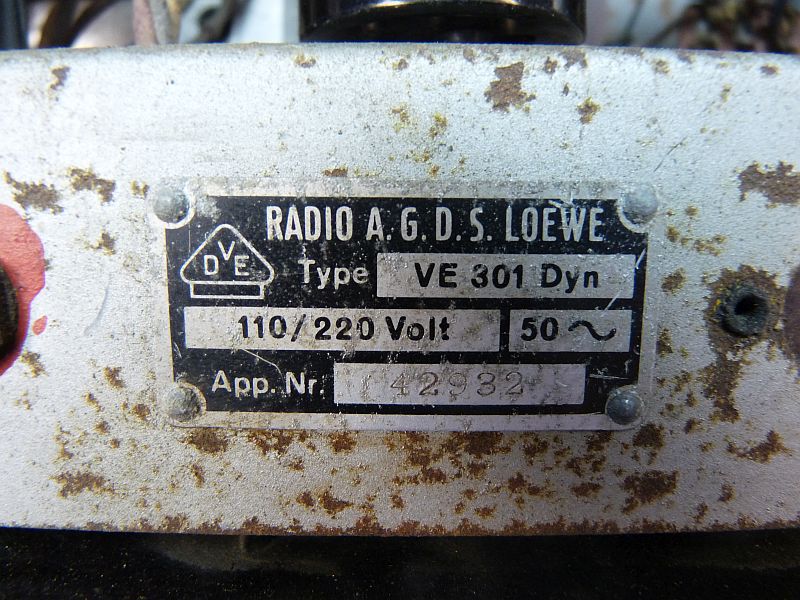 RADIO A.G.D.S. LOEWE
DVE
Type VE 301 Dyn
110/220 Volt 50 ~
App. Nr. 42932